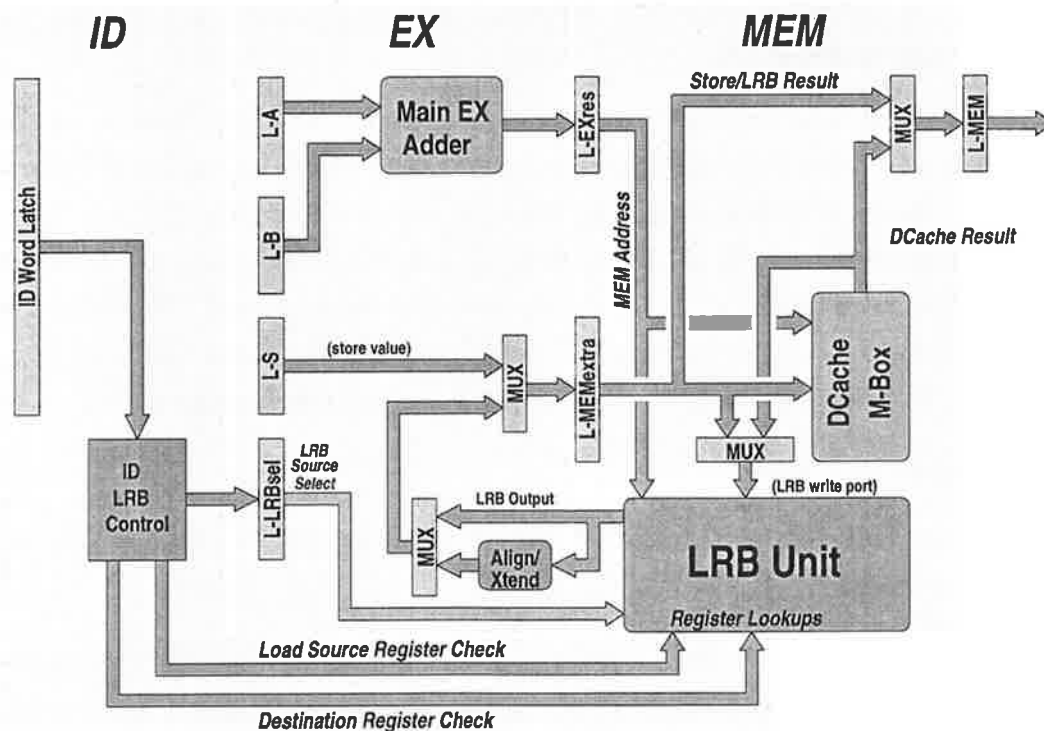 ID
EX
MEM
ID Word Latch
L-A
L-B
Main EX
Adder
L-EXres
Store/LRB Result
MUX
L-MEM
MEM Address
DCache Result
L-S
(store value)
MUX
L-MEMextra
DCache
M-Box
MUX
(LRB write port)
ID
LRB
Control
L-LRBsel
LRB
Source
Select
LRB Output
MUX
Align/
Xtend
LRB Unit
Register Lookups
Load Source Register Check
Destination Register Check